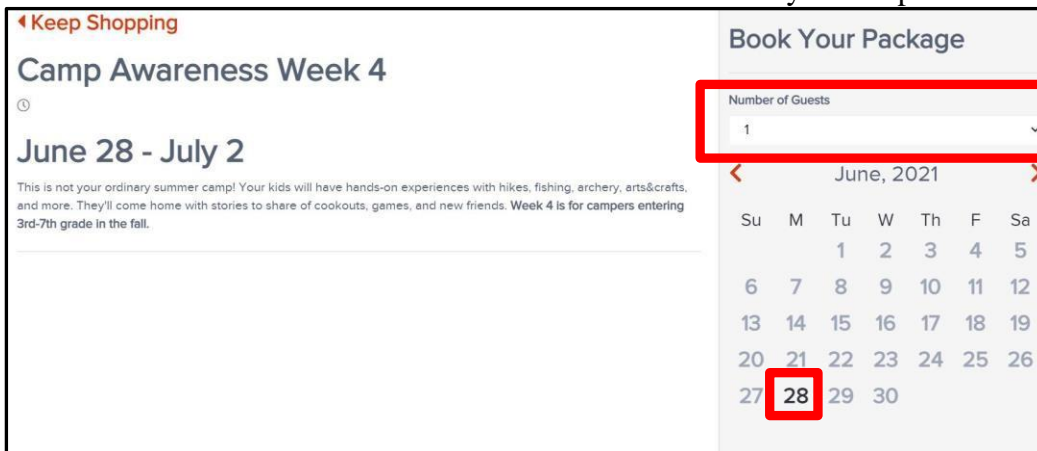 Keep Shopping
Camp Awareness Week 4
June 28 - July 2
This is not your ordinary summer camp! Your kids will have hands-on experiences with hikes, fishing, archery, arts&crafts,
and more. They'll come home with stories to share of cookouts, games, and new friends. Week 4 is for campers entering
3rd-7th grade in the fall.
Book Your Package
Number of Guests
1
June, 2021
Su M Tu W Th F Sa
1 2 3 4 5
6 7 8 9 10 11 12
13 14 15 16 17 18 19
20 21 22 23 24 25 26
27 28 29 30